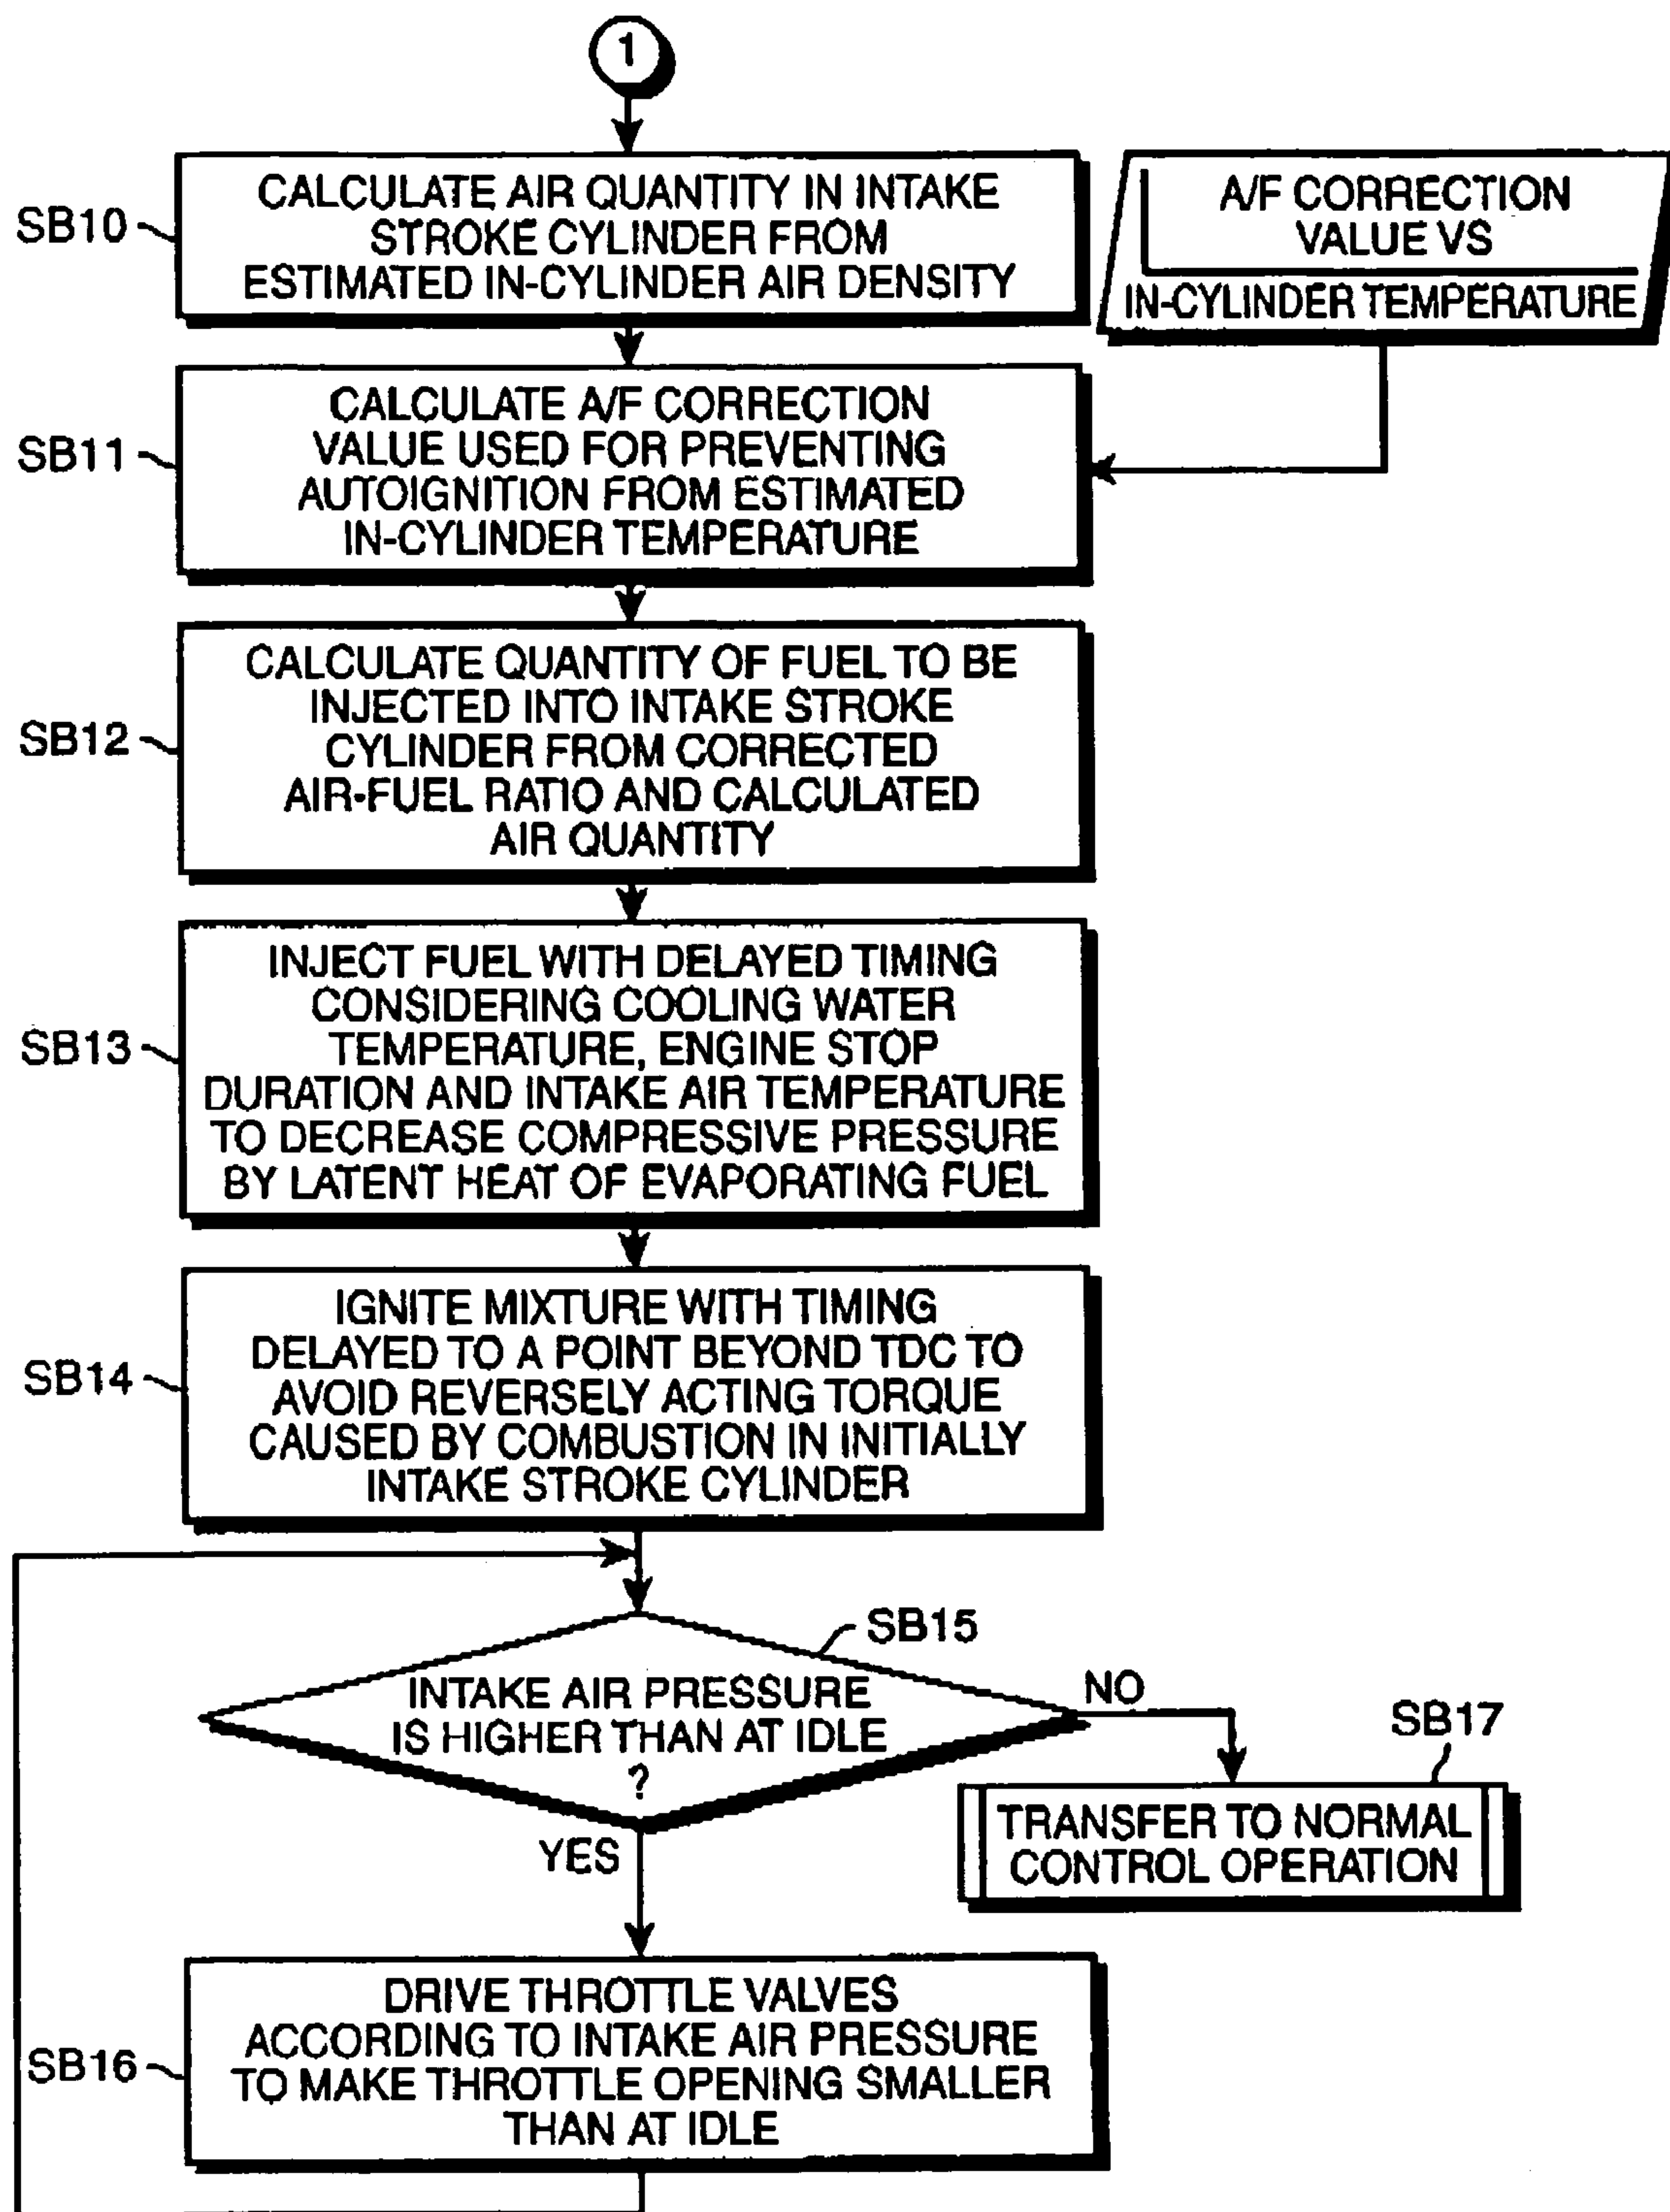 1
SB10
CALCULATE AIR QUANTITY IN INTAKE
STROKE CYLINDER FROM
ESTIMATED IN-CYLINDER AIR DENSITY
A/F CORRECTION
VALUE VS
IN-CYLINDER TEMPERATURE
SB11
CALCULATE A/F CORRECTION
VALUE USED FOR PREVENTING
AUTOIGNITION FROM ESTIMATED
IN-CYLINDER TEMPERATURE
SB12
CALCULATE QUANTITY OF FUEL TO BE
INJECTED INTO INTAKE STROKE
CYLINDER FROM CORRECTED
AIR-FUEL RATIO AND CALCULATED
AIR QUANTITY
SB13
INJECT FUEL WITH DELAYED TIMING
CONSIDERING COOLING WATER
TEMPERATURE, ENGINE STOP
DURATION AND INTAKE AIR TEMPERATURE
TO DECREASE COMPRESSIVE PRESSURE
BY LATENT HEAT OF EVAPORATING FUEL
SB14
IGNITE MIXTURE WITH TIMING
DELAYED TO A POINT BEYOND TDC TO
AVOID REVERSELY ACTING TORQUE
CAUSED BY COMBUSTION IN INITIALLY
INTAKE STROKE CYLINDER
SB15
INTAKE AIR PRESSURE
IS HIGHER THAN AT IDLE
?
NO
YES
SB17
TRANSFER TO NORMAL
CONTROL OPERATION
SB16
DRIVE THROTTLE VALVES
ACCORDING TO INTAKE AIR PRESSURE
TO MAKE THROTTLE OPENING SMALLER
THAN AT IDLE